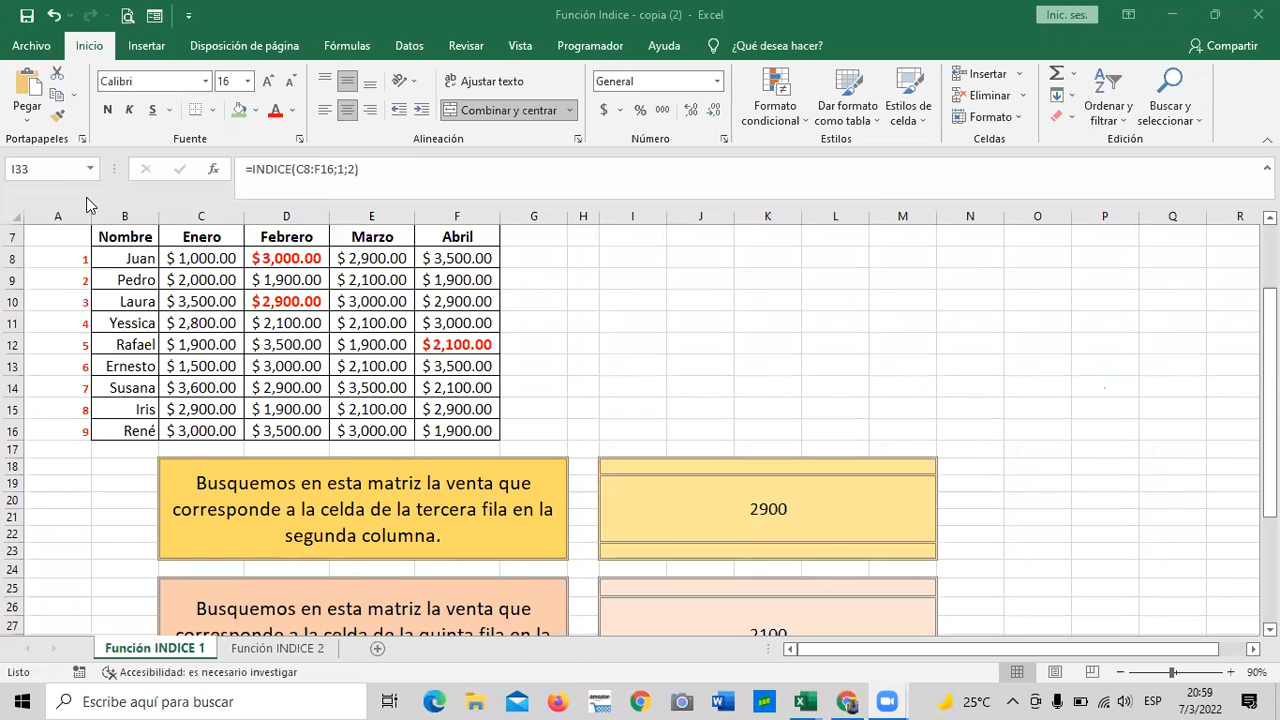 Función Indice - copia (2) - Excel
Inic. ses.
Archivo Inicio Insertar Disposición de página Fórmulas Datos Revisar Vista Programador Ayuda ¿Qué desea hacer? Compartir
Pegar
Calibri 16
N K S
Ajustar texto
Combinar y centrar
General
$ % 000
Formato condicional
Dar formato como tabla
Estilos de celda
Insertar
Eliminar
Formato
Ordenar y filtrar
Buscar y seleccionar
Portapapeles Fuente Alineación Número Estilos Celdas Edición
I33 fx =INDICE(C8:F16;1;2)
A B C D E F G H I J K L M N O P Q R
7 Nombre Enero Febrero Marzo Abril
8 1 Juan $ 1,000.00 $ 3,000.00 $ 2,900.00 $ 3,500.00
9 2 Pedro $ 2,000.00 $ 1,900.00 $ 2,100.00 $ 1,900.00
10 3 Laura $ 3,500.00 $ 2,900.00 $ 3,000.00 $ 2,900.00
11 4 Yessica $ 2,800.00 $ 2,100.00 $ 2,100.00 $ 3,000.00
12 5 Rafael $ 1,900.00 $ 3,500.00 $ 1,900.00 $ 2,100.00
13 6 Ernesto $ 1,500.00 $ 3,000.00 $ 2,100.00 $ 3,500.00
14 7 Susana $ 3,600.00 $ 2,900.00 $ 3,500.00 $ 2,100.00
15 8 Iris $ 2,900.00 $ 1,900.00 $ 2,100.00 $ 2,900.00
16 9 René $ 3,000.00 $ 3,500.00 $ 3,000.00 $ 1,900.00
17
18
19
20
21
22
23
24
25
26
27
Busquemos en esta matriz la venta que
corresponde a la celda de la tercera fila en la
segunda columna.
2900
Busquemos en esta matriz la venta que
corresponde a la celda de la quinta fila en la
2100
Función INDICE 1 Función INDICE 2
Listo Accesibilidad: es necesario investigar 90%
Escribe aquí para buscar
25°C ESP
20:59
7/3/2022